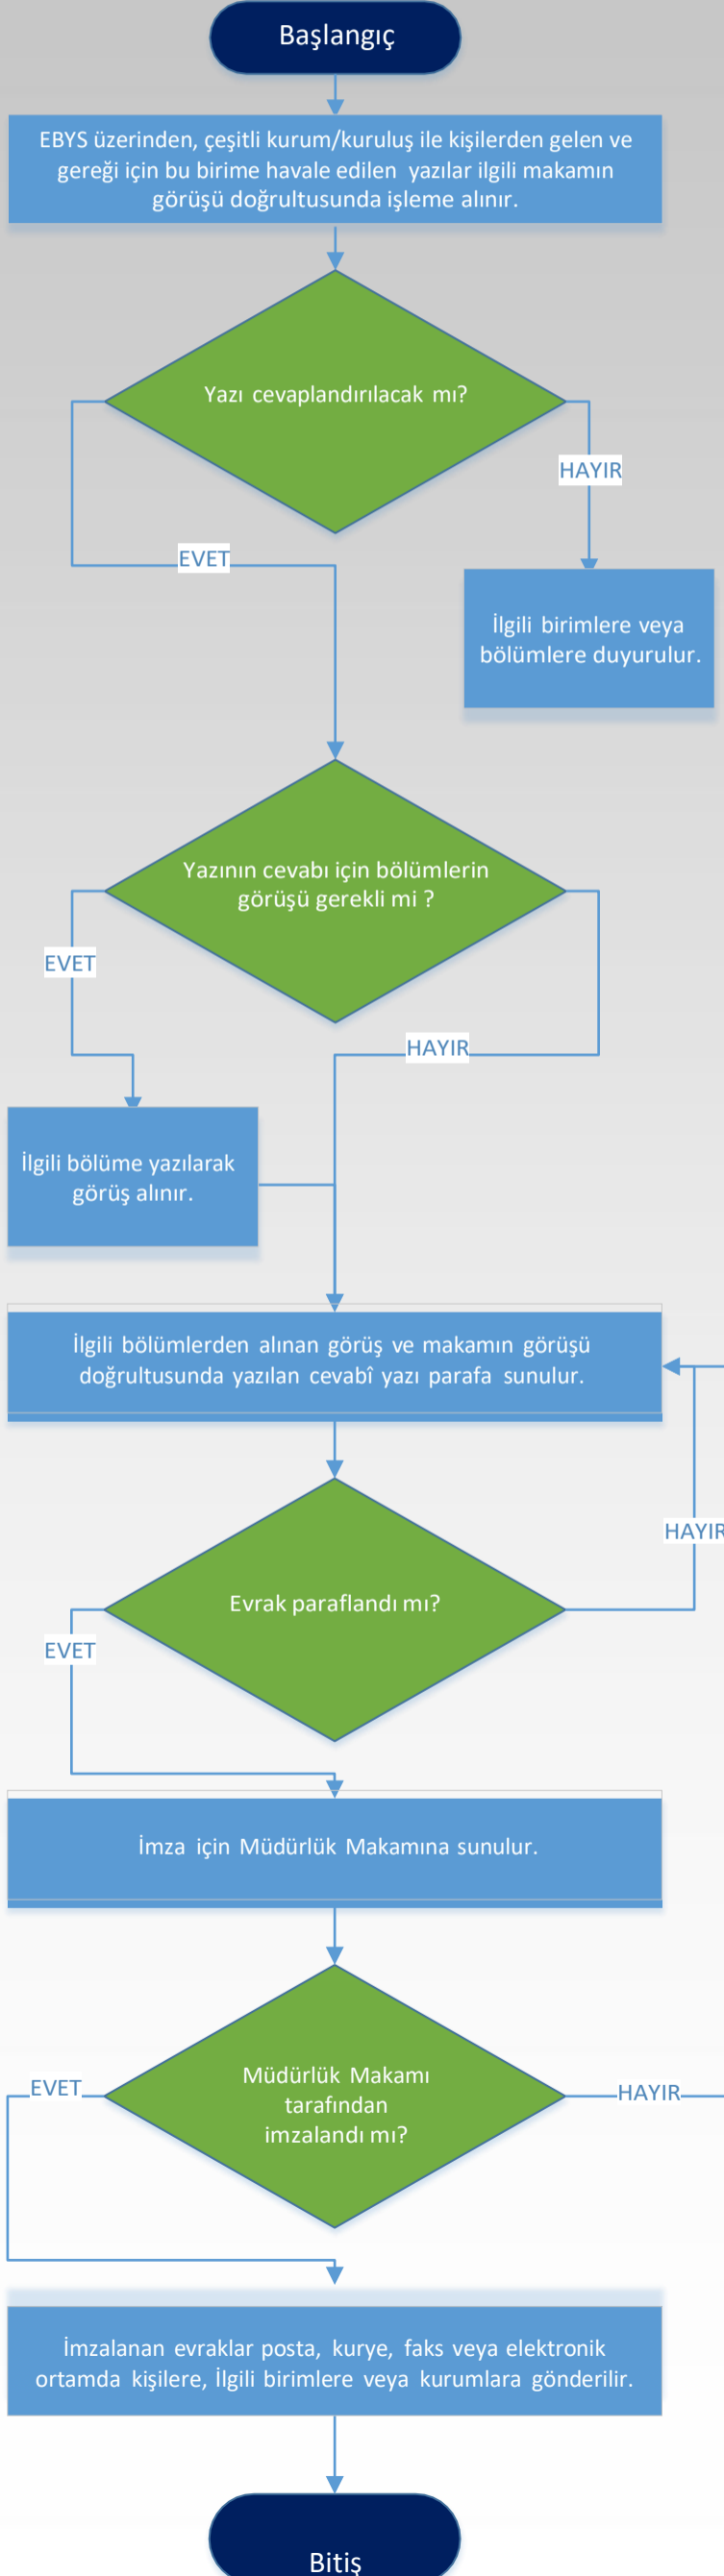 Başlangıç
EBYS üzerinden, çeşitli kurum/kuruluş ile kişilerden gelen ve
gereği için bu birime havale edilen yazılar ilgili makamın
görüşü doğrultusunda işleme alınır.
Yazı cevaplandırılacak mı?
HAYIR
EVET
İlgili birimlere veya
bölümlere duyurulur.
Yazının cevabı için bölümlerin
görüşü gerekli mi ?
EVET
HAYIR
İlgili bölüme yazılarak
görüş alınır.
İlgili bölümlerden alınan görüş ve makamın görüşü
doğrultusunda yazılan cevabî yazı parafa sunulur.
HAYIR
Evrak paraflandı mı?
EVET
İmza için Müdürlük Makamına sunulur.
Müdürlük Makamı
tarafından
imzalandı mı?
EVET
HAYIR
İmzalanan evraklar posta, kurye, faks veya elektronik
ortamda kişilere, İlgili birimlere veya kurumlara gönderilir.
Bitiş